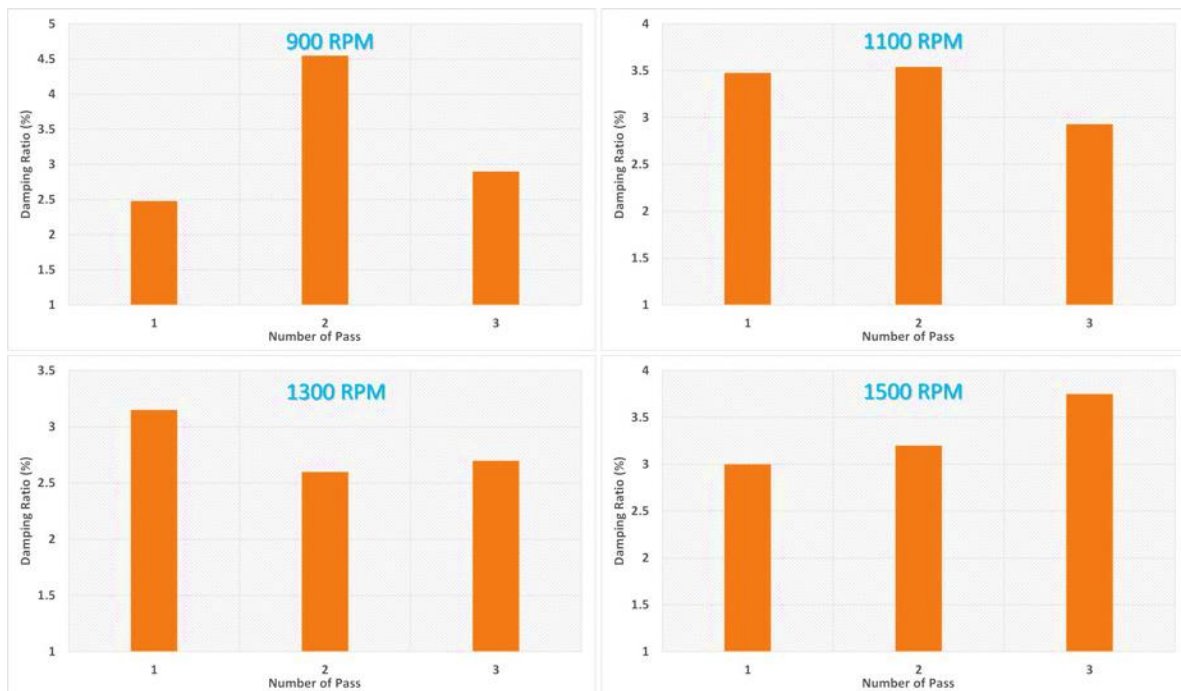 900 RPM
Damping Ratio (%)
5
4.5
4
3.5
3
2.5
2
1.5
1
1 2 3
Number of Pass
1100 RPM
Damping Ratio (%)
4
3.5
3
2.5
2
1.5
1
1 2 3
Number of Pass
1300 RPM
Damping Ratio (%)
3.5
3
2.5
2
1.5
1
1 2 3
Number of Pass
1500 RPM
Damping Ratio (%)
4
3.5
3
2.5
2
1.5
1
1 2 3
Number of Pass